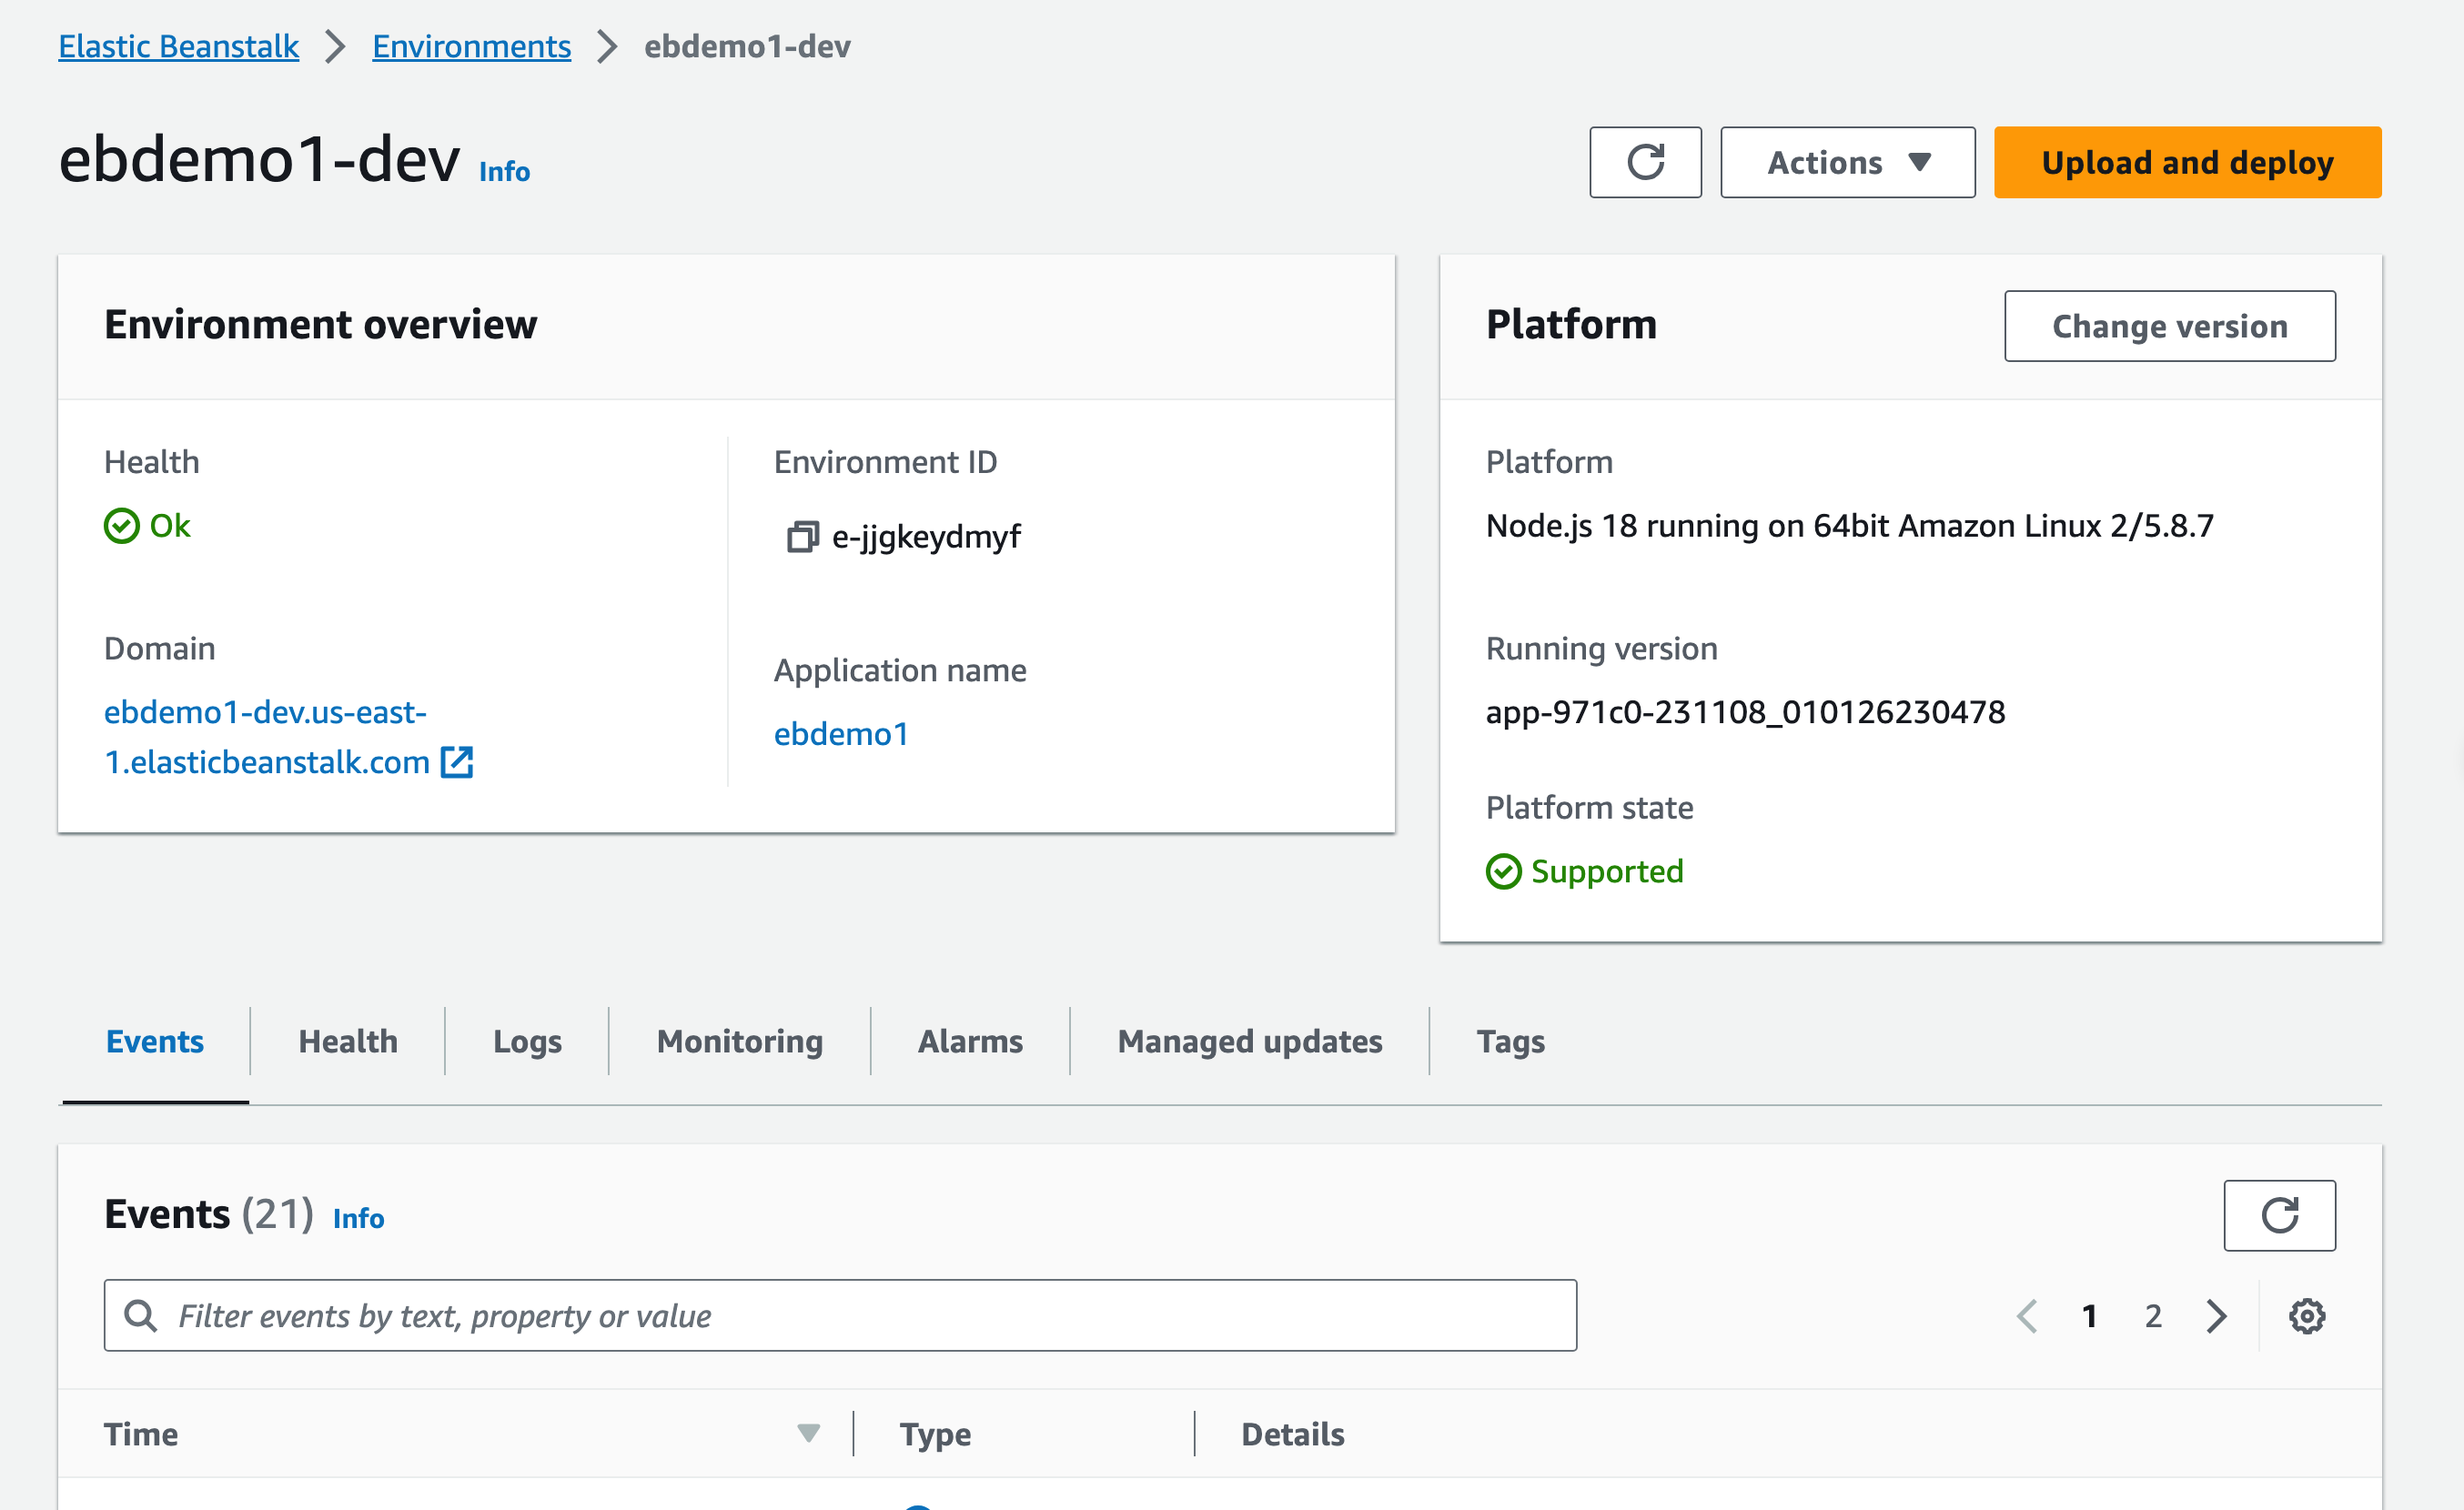 Elastic Beanstalk > Environments > ebdemo1-dev
ebdemo1-dev Info
Actions
Upload and deploy
Environment overview
Health
Ok
Environment ID
e-jjgkeydmyf
Domain
ebdemo1-dev.us-east-
1.elasticbeanstalk.com
Application name
ebdemo1
Platform
Change version
Platform
Node.js 18 running on 64bit Amazon Linux 2/5.8.7
Running version
app-971c0-231108_010126230478
Platform state
Supported
Events
Health
Logs
Monitoring
Alarms
Managed updates
Tags
Events (21) Info
Filter events by text, property or value
1 2
Time
Type
Details